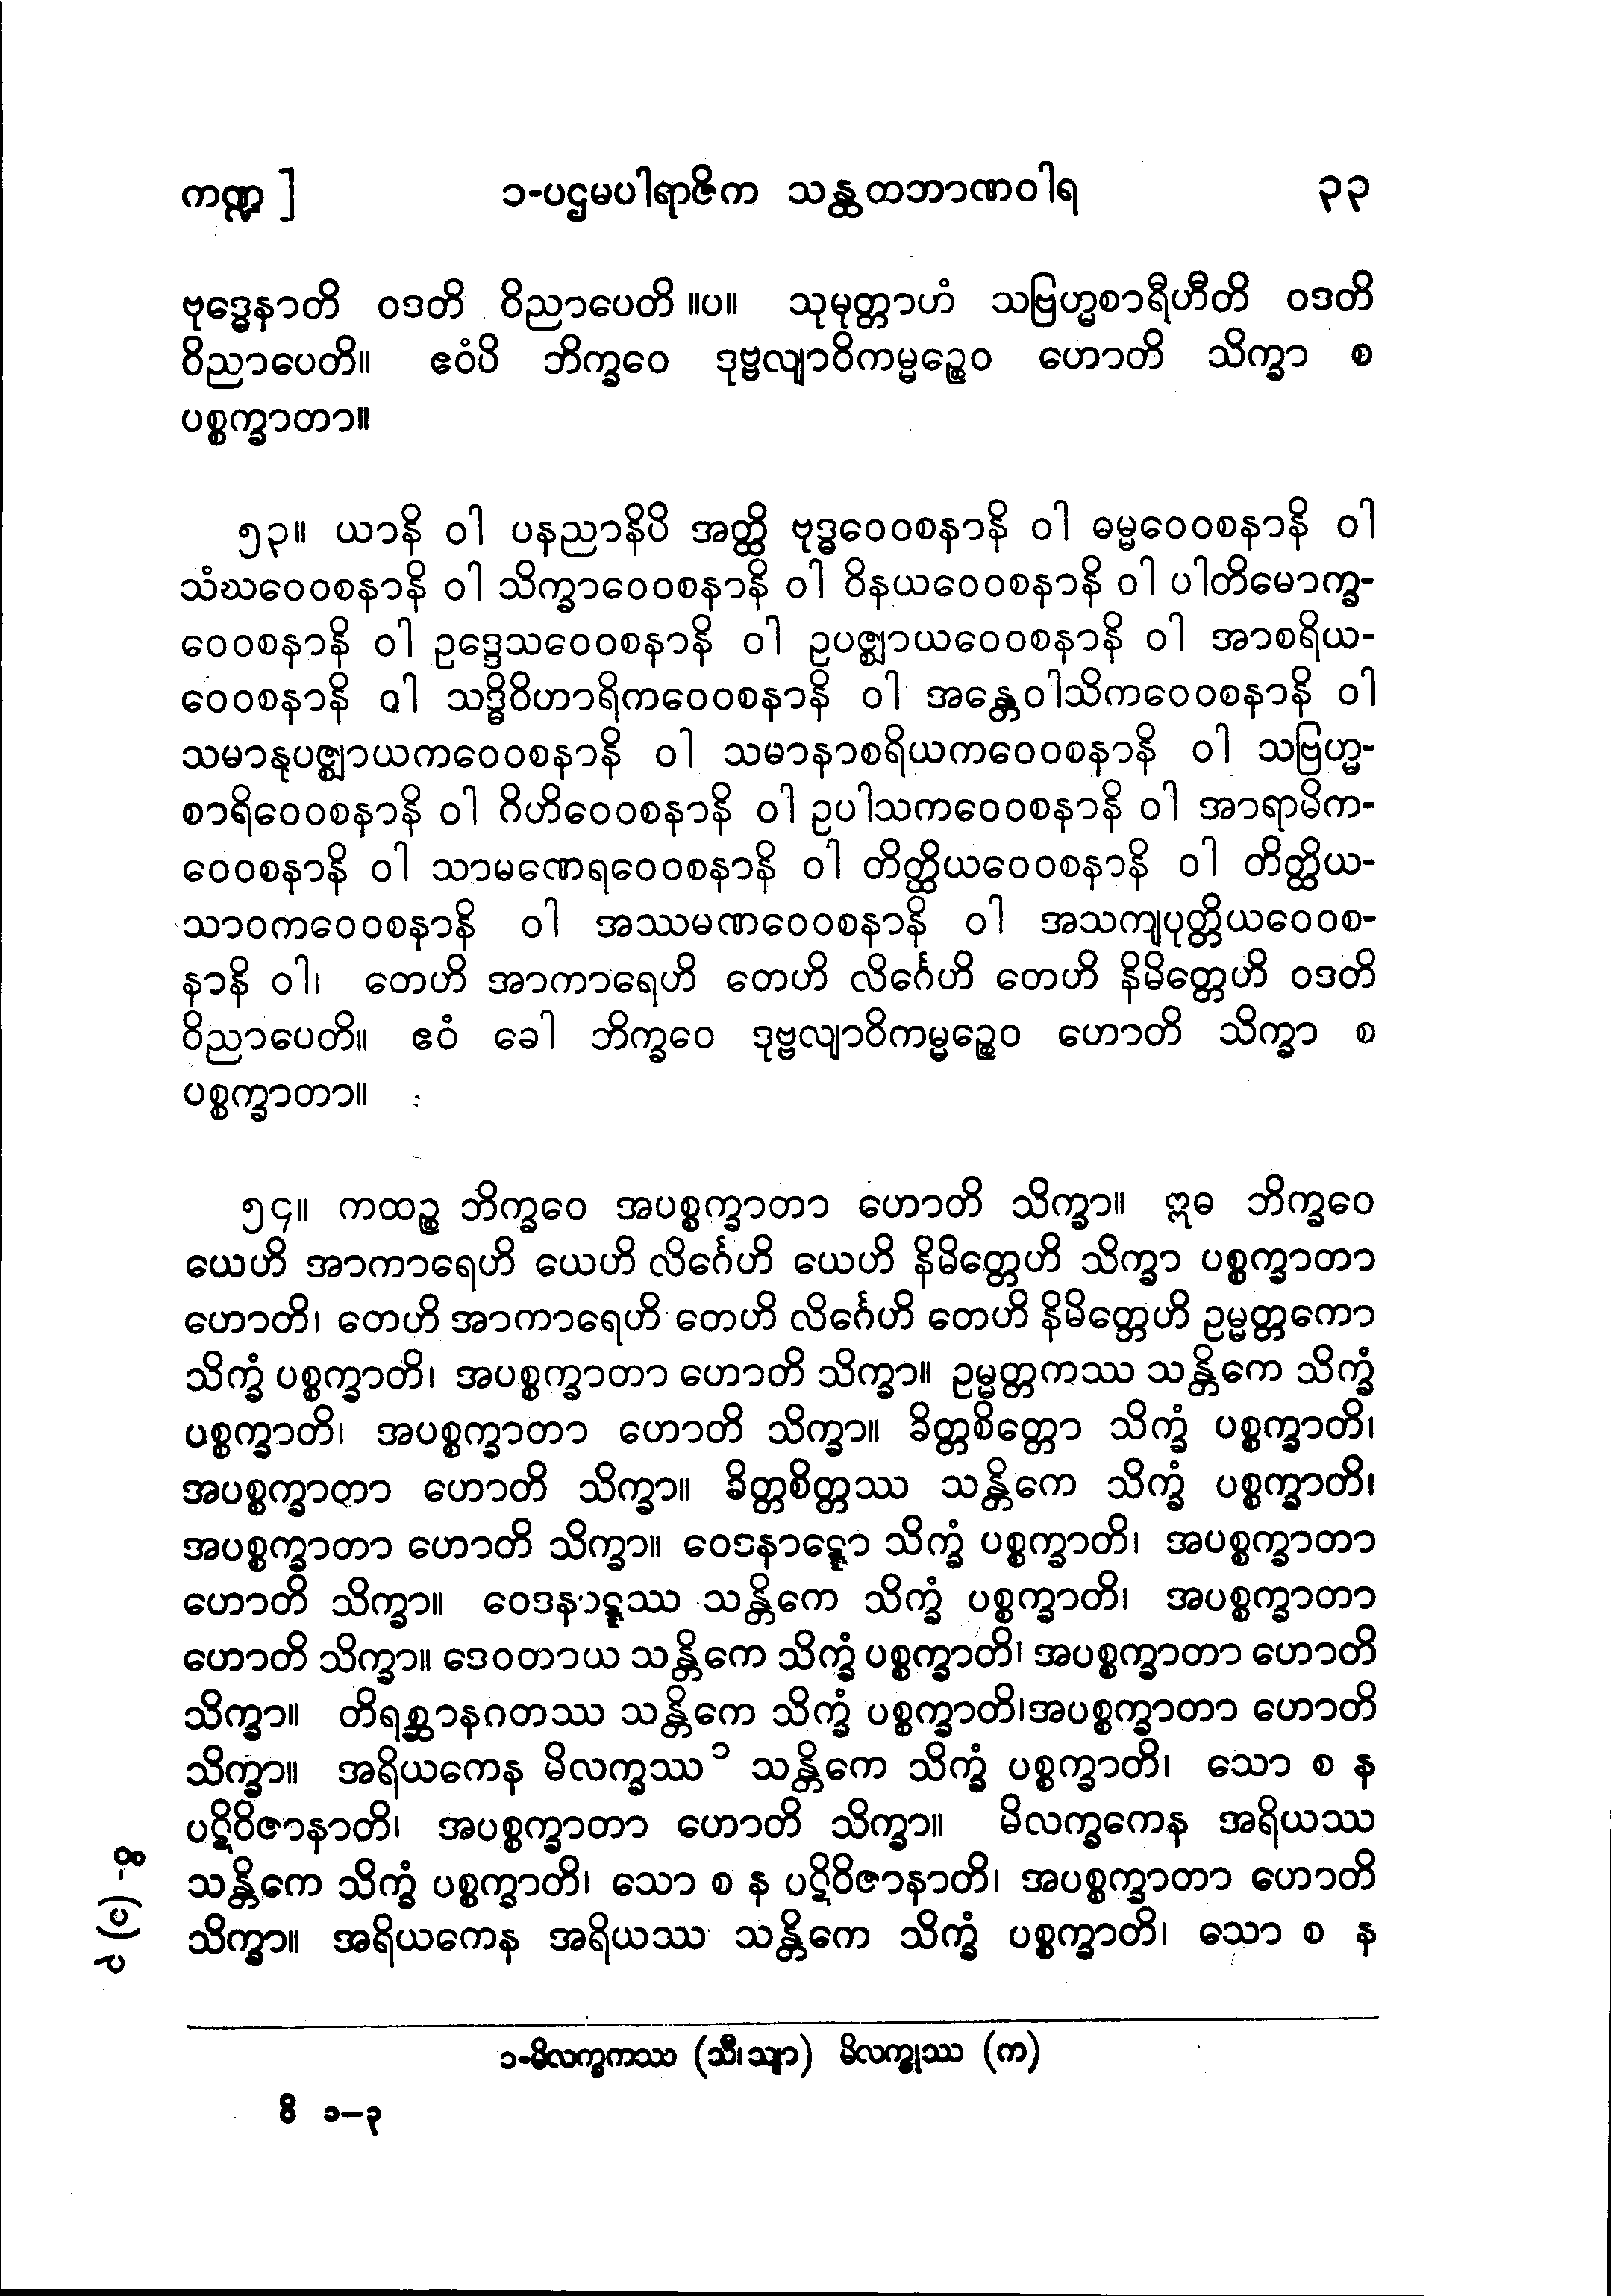 ကဏ္ဍ ]
၁-ပဌမပါရာဇိက သန္ထတဘာဏဝါရ
၃၃
ဗုဒ္ဓေနာတိ ဝဒတိ ဝိညာပေတိ ။ပ။ သုမုတ္တာဟံ သဗြဟ္မစာရီဟီတိ ဝဒတိ
ဝိညာပေတိ။ ဧဝံပိ ဘိက္ခဝေ ဒုဗ္ဗလျာဝိကမ္မဉ္စေဝ ဟောတိ သိက္ခာ စ
ပစ္စက္ခာတာ။
၅၃။ ယာနိ ဝါ ပနညာနိပိ အတ္ထိ ဗုဒ္ဓဝေဝစနာနိ ဝါ ဓမ္မဝေဝစနာနိ ဝါ
သံဃဝေဝစနာနိ ဝါ သိက္ခာဝေဝစနာနိ ဝါ ဝိနယဝေဝစနာနိ ဝါ ပါတိမောက္ခ-
ဝေဝစနာနိ ဝါ ဥဒ္ဒေသဝေဝစနာနိ ဝါ ဥပဇ္ဈာယဝေဝစနာနိ ဝါ အာစရိယ-
ဝေဝစနာနိ ဝါ သဒ္ဓိဝိဟာရိကဝေဝစနာနိ ဝါ အန္တေဝါသိကဝေဝစနာနိ ဝါ
သမာနုပဇ္ဈာယကဝေဝစနာနိ ဝါ သမာနာစရိယကဝေဝစနာနိ ဝါ သဗြဟ္မ-
စာရိဝေဝစနာနိ ဝါ ဂိဟိဝေဝစနာနိ ဝါ ဥပါသကဝေဝစနာနိ ဝါ အာရာမိက-
ဝေဝစနာနိ ဝါ သာမဏေရဝေဝစနာနိ ဝါ တိတ္ထိယဝေဝစနာနိ ဝါ တိတ္ထိယ-
သာဝကဝေဝစနာနိ ဝါ အဿမဏဝေဝစနာနိ ဝါ အသကျပုတ္တိယဝေဝစ-
နာနိ ဝါ၊ တေဟိ အာကာရေဟိ တေဟိ လိင်္ဂေဟိ တေဟိ နိမိတ္တေဟိ ဝဒတိ
ဝိညာပေတိ။ ဧဝံ ခေါ ဘိက္ခဝေ ဒုဗ္ဗလျာဝိကမ္မဉ္စေဝ ဟောတိ သိက္ခာ စ
ပစ္စက္ခာတာ။
၅၄။ ကထဉ္စ ဘိက္ခဝေ အပစ္စက္ခာတာ ဟောတိ သိက္ခာ။ ဣဓ ဘိက္ခဝေ
ယေဟိ အာကာရေဟိ ယေဟိ လိင်္ဂေဟိ ယေဟိ နိမိတ္တေဟိ သိက္ခာ ပစ္စက္ခာတာ
ဟောတိ၊ တေဟိ အာကာရေဟိ တေဟိ လိင်္ဂေဟိ တေဟိ နိမိတ္တေဟိ ဥမ္မတ္တကော
သိက္ခံ ပစ္စက္ခာတိ၊ အပစ္စက္ခာတာ ဟောတိ သိက္ခာ။ ဥမ္မတ္တကဿ သန္တိကေ သိက္ခံ
ပစ္စက္ခာတိ၊ အပစ္စက္ခာတာ ဟောတိ သိက္ခာ။ ခိတ္တစိတ္တော သိက္ခံ ပစ္စက္ခာတိ၊
အပစ္စက္ခာတာ ဟောတိ သိက္ခာ။ ခိတ္တစိတ္တဿ သန္တိကေ သိက္ခံ ပစ္စက္ခာတိ၊
အပစ္စက္ခာတာ ဟောတိ သိက္ခာ။ ဝေဒနာဋ္ဋော သိက္ခံ ပစ္စက္ခာတိ၊ အပစ္စက္ခာတာ
ဟောတိ သိက္ခာ။ ဝေဒနာဋ္ဋဿ သန္တိကေ သိက္ခံ ပစ္စက္ခာတိ၊ အပစ္စက္ခာတာ
ဟောတိ သိက္ခာ။ ဒေဝတာယ သန္တိကေ သိက္ခံ ပစ္စက္ခာတိ၊ အပစ္စက္ခာတာ ဟောတိ
သိက္ခာ။ တိရစ္ဆာနဂတဿ သန္တိကေ သိက္ခံ ပစ္စက္ခာတိ၊အပစ္စက္ခာတာ ဟောတိ
သိက္ခာ။ အရိယကေန မိလက္ခဿ ၁ သန္တိကေ သိက္ခံ ပစ္စက္ခာတိ၊ သော စ န
ပဋိဝိဇာနာတိ၊ အပစ္စက္ခာတာ ဟောတိ သိက္ခာ။ မိလက္ခကေန အရိယဿ
သန္တိကေ သိက္ခံ ပစ္စက္ခာတိ၊ သော စ န ပဋိဝိဇာနာတိ၊ အပစ္စက္ခာတာ ဟောတိ
သိက္ခာ။ အရိယကေန အရိယဿ သန္တိကေ သိက္ခံ ပစ္စက္ခာတိ၊ သော စ န
၁-မိလက္ခကဿ (သီ၊သျာ) မိလက္ခုဿ (က)
ဝိ ၁–၃